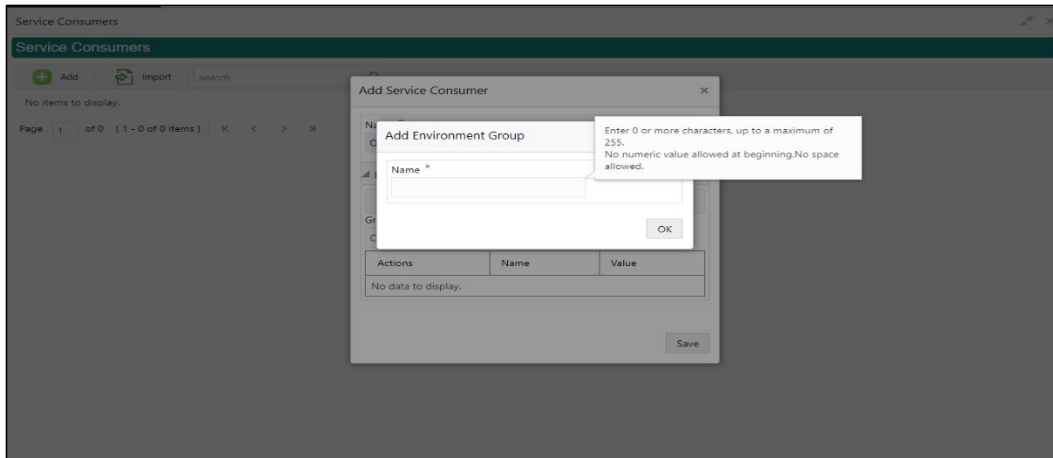 Service Consumers
Service Consumers
Add Import search
No items to display.
Page 1 of 0 (1 - 0 of 0 items)
Add Service Consumer
Add Environment Group
Enter 0 or more characters, up to a maximum of
255.
No numeric value allowed at beginning.No space
allowed.
Name *
OK
Actions Name Value
No data to display.
Save